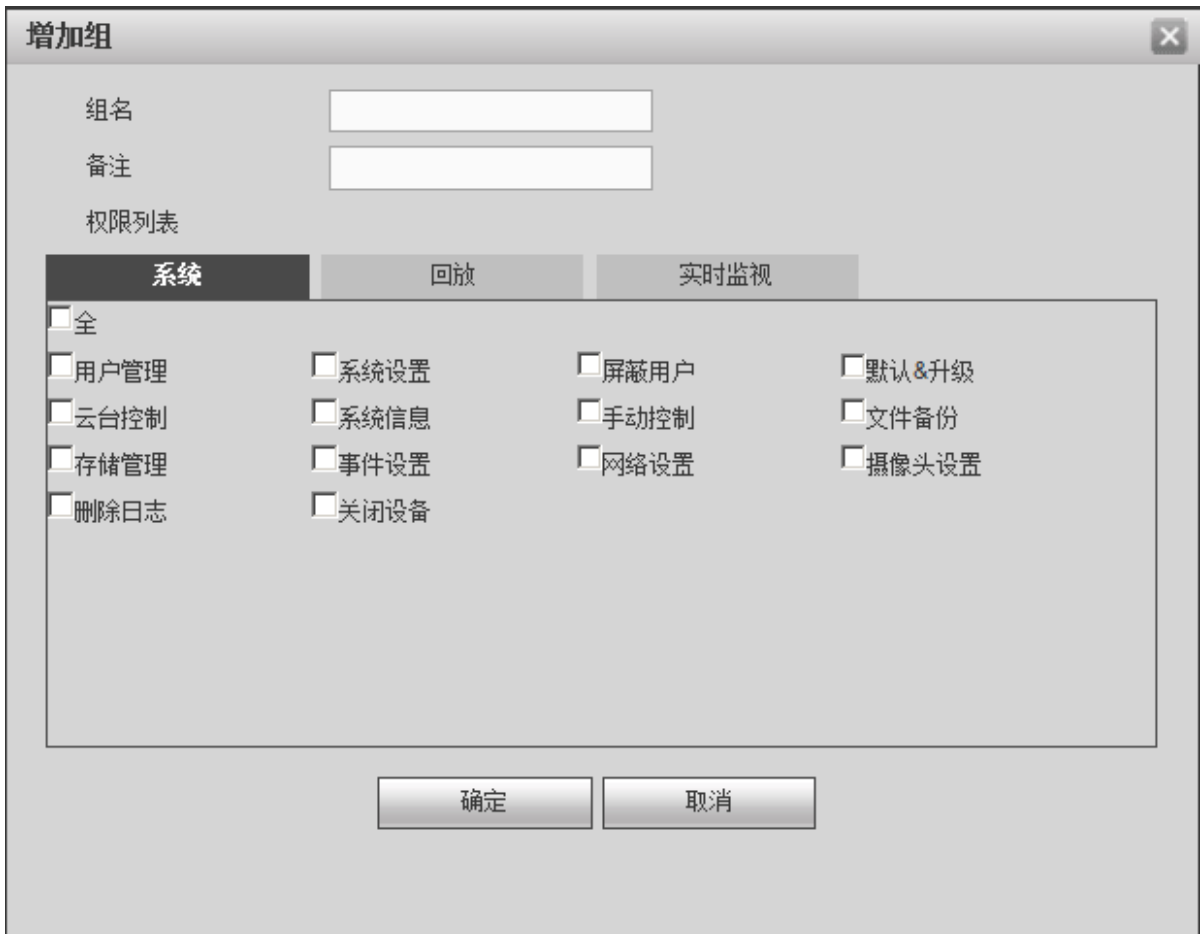 增加组
组名
备注
权限列表
系统 回放 实时监视
全
用户管理 系统设置 屏蔽用户 默认&升级
云台控制 系统信息 手动控制 文件备份
存储管理 事件设置 网络设置 摄像头设置
删除日志 关闭设备
确定 取消